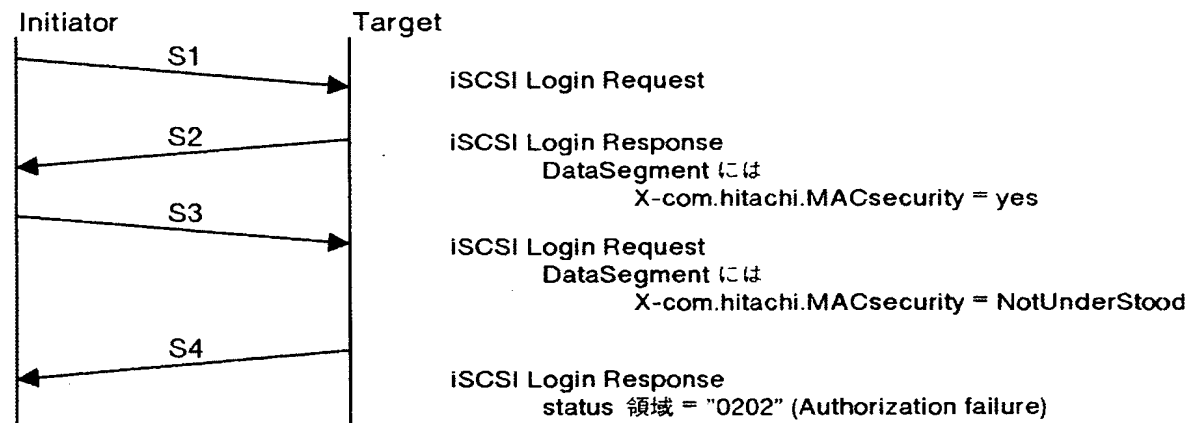 Initiator
Target
S1
iSCSI Login Request
S2
iSCSI Login Response
DataSegment には
X-com.hitachi.MACsecurity = yes
S3
iSCSI Login Request
DataSegment には
X-com.hitachi.MACsecurity = NotUnderStood
S4
iSCSI Login Response
status 領域 = "0202" (Authorization failure)